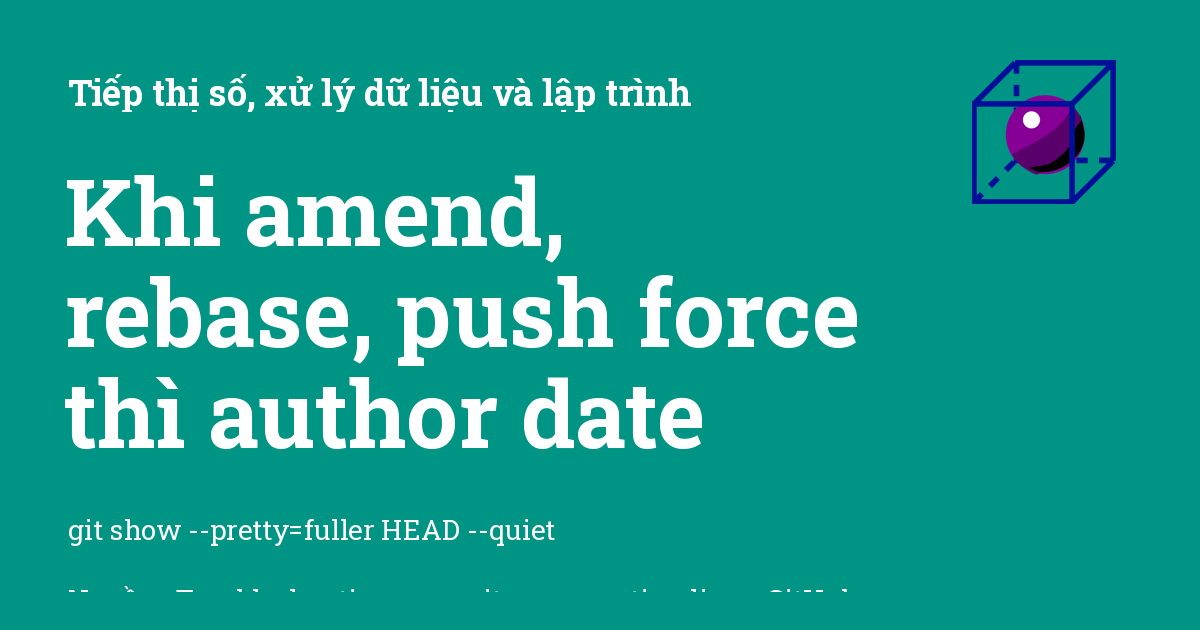 Tiếp thị số, xử lý dữ liệu và lập trình
Khi amend,
rebase, push force
thì author date
git show --pretty=fuller HEAD --quiet